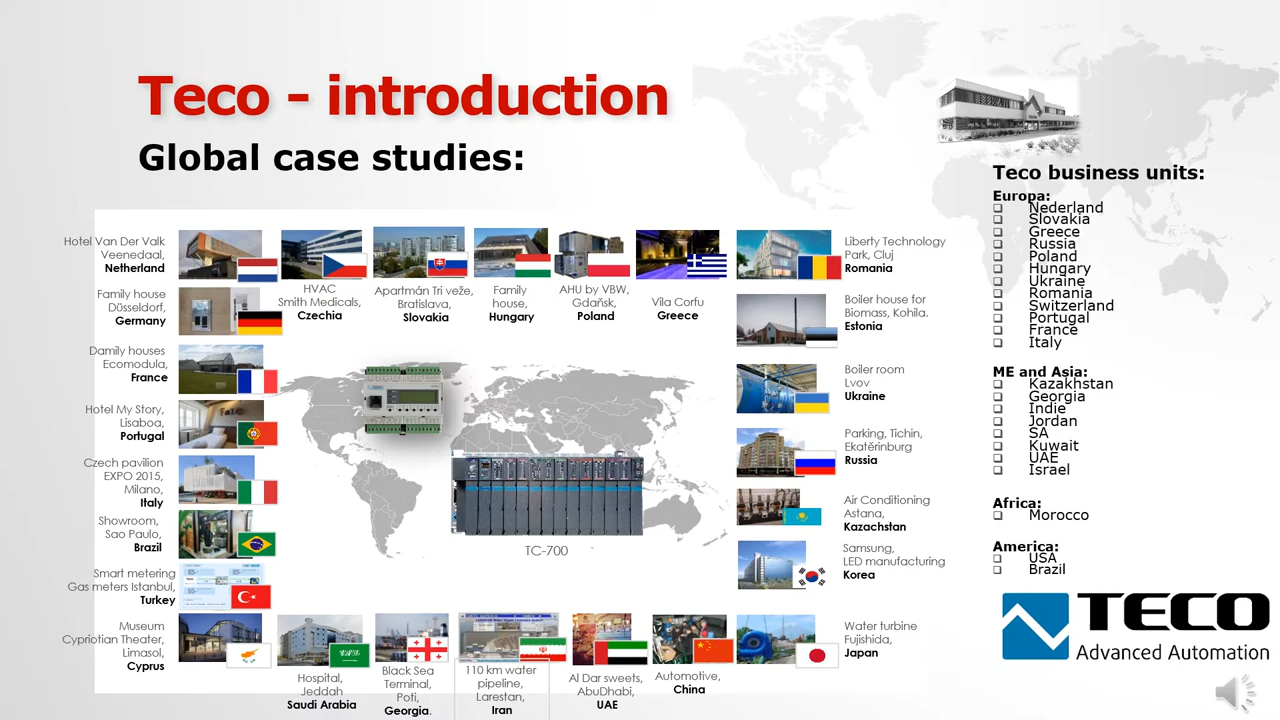 Teco - introduction
Global case studies:
Hotel Van Der Valk
Veenedaal,
Netherland
Family house
Düsseldorf,
Germany
Damily houses
Ecomodula,
France
Hotel My Story,
Lisaboa,
Portugal
Czech pavilion
EXPO 2015,
Milano,
Italy
Showroom,
Sao Paulo,
Brazil
Smart metering
Gas meters Istanbul,
Turkey
Museum
Cypriotian Theater,
Limasol,
Cyprus
HVAC
Smith Medicals,
Czechia
Apartmán Tri veže,
Bratislava,
Slovakia
Family
house,
Hungary
AHU by VBW,
Gdańsk,
Poland
Vila Corfu
Greece
Liberty Technology
Park, Cluj
Romania
Boiler house for
Biomass, Kohila.
Estonia
Boiler room
Lvov
Ukraine
Parking, Tichin,
Ekatěrinburg
Russia
Air Conditioning
Astana,
Kazachstan
Samsung,
LED manufacturing
Korea
Water turbine
Fujishida,
Japan
TC-700
Hospital,
Jeddah
Saudi Arabia
Black Sea
Terminal,
Poti,
Georgia.
110 km water
pipeline,
Larestan,
Iran
Al Dar sweets,
AbuDhabi,
UAE
Automotive,
China
Teco business units:
Europa:
Nederland
Slovakia
Greece
Russia
Poland
Hungary
Ukraine
Romania
Switzerland
Portugal
France
Italy
ME and Asia:
Kazakhstan
Georgia
Indie
Jordan
SA
Kuwait
UAE
Israel
Africa:
Morocco
America:
USA
Brazil
TECO
Advanced Automation